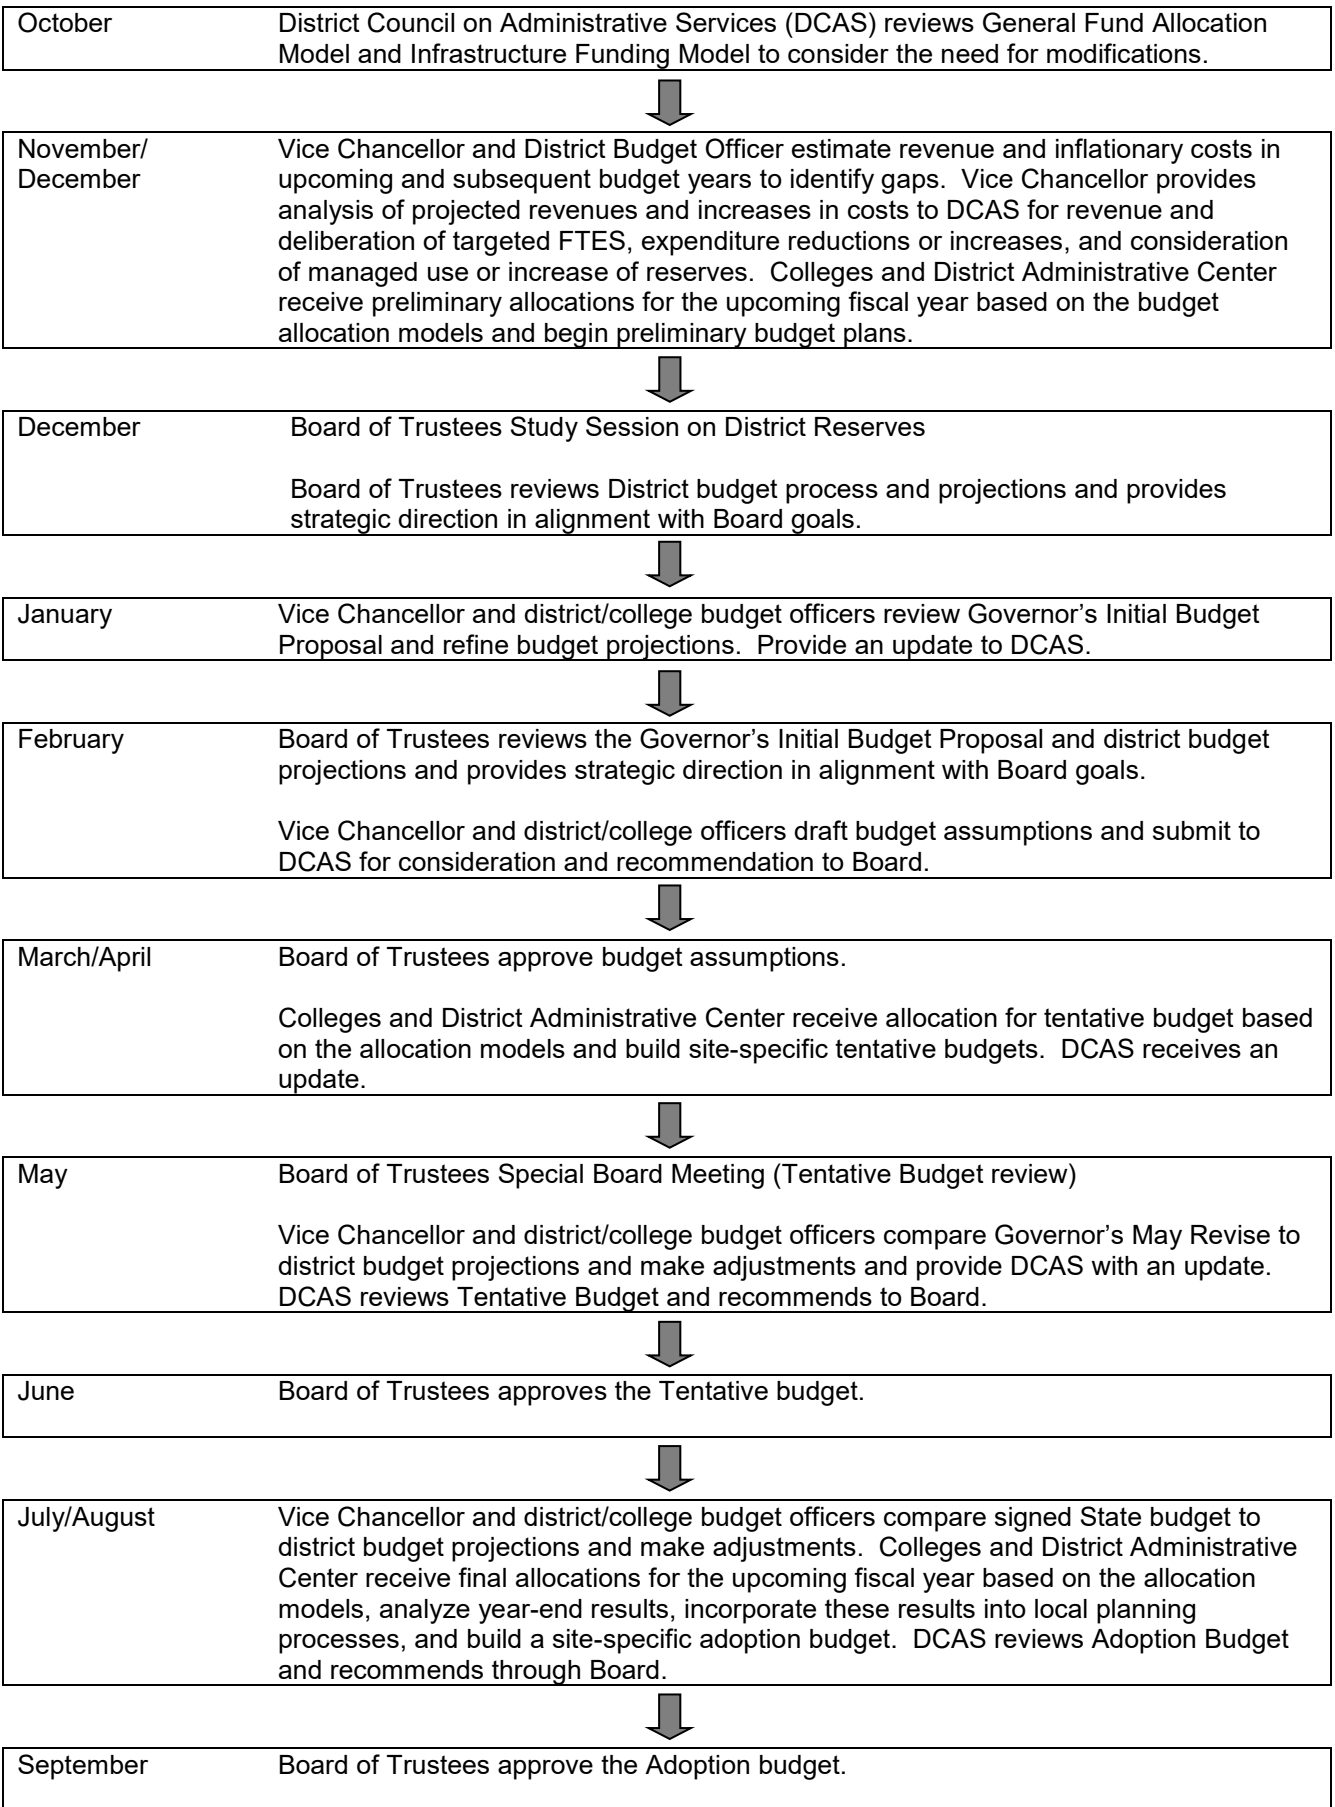 October District Council on Administrative Services (DCAS) reviews General Fund Allocation
Model and Infrastructure Funding Model to consider the need for modifications.
November/ Vice Chancellor and District Budget Officer estimate revenue and inflationary costs in
December upcoming and subsequent budget years to identify gaps.  Vice Chancellor provides
analysis of projected revenues and increases in costs to DCAS for revenue and
deliberation of targeted FTES, expenditure reductions or increases, and consideration
of managed use or increase of reserves.  Colleges and District Administrative Center
receive preliminary allocations for the upcoming fiscal year based on the budget
allocation models and begin preliminary budget plans.
December Board of Trustees Study Session on District Reserves
Board of Trustees reviews District budget process and projections and provides
strategic direction in alignment with Board goals.
January Vice Chancellor and district/college budget officers review Governor’s Initial Budget
Proposal and refine budget projections.  Provide an update to DCAS.
February Board of Trustees reviews the Governor’s Initial Budget Proposal and district budget
projections and provides strategic direction in alignment with Board goals.
Vice Chancellor and district/college officers draft budget assumptions and submit to
DCAS for consideration and recommendation to Board.
March/April Board of Trustees approve budget assumptions.
Colleges and District Administrative Center receive allocation for tentative budget based
on the allocation models and build site-specific tentative budgets.  DCAS receives an
update.
May Board of Trustees Special Board Meeting (Tentative Budget review)
Vice Chancellor and district/college budget officers compare Governor’s May Revise to
district budget projections and make adjustments and provide DCAS with an update.
DCAS reviews Tentative Budget and recommends to Board.
June Board of Trustees approves the Tentative budget.
July/August Vice Chancellor and district/college budget officers compare signed State budget to
district budget projections and make adjustments.  Colleges and District Administrative
Center receive final allocations for the upcoming fiscal year based on the allocation
models, analyze year-end results, incorporate these results into local planning
processes, and build a site-specific adoption budget.  DCAS reviews Adoption Budget
and recommends through Board.
September Board of Trustees approve the Adoption budget.